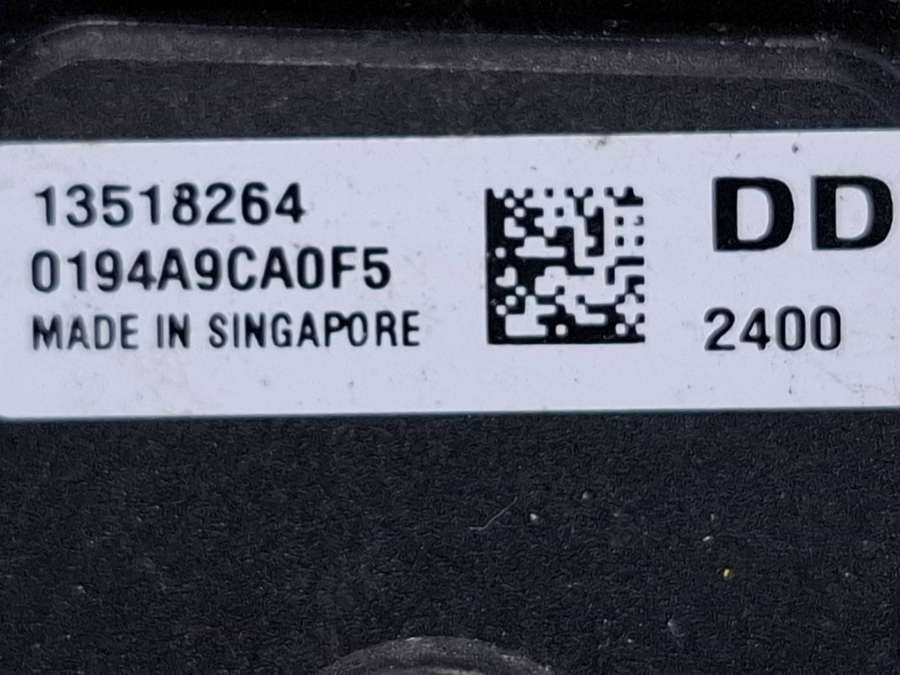 13518264
0194A9CA0F5
MADE IN SINGAPORE
DD
2400